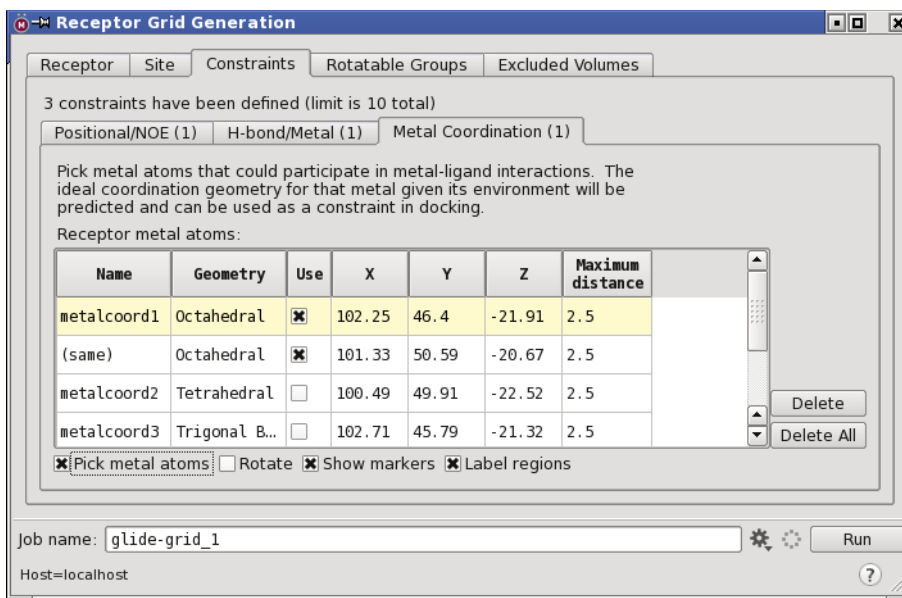 Receptor Grid Generation
Receptor Site Constraints Rotatable Groups Excluded Volumes
3 constraints have been defined (limit is 10 total)
Positional/NOE (1) H-bond/Metal (1) Metal Coordination (1)
Pick metal atoms that could participate in metal-ligand interactions. The
ideal coordination geometry for that metal given its environment will be
predicted and can be used as a constraint in docking.
Receptor metal atoms:
Name Geometry Use X Y Z Maximum distance
metalcoord1 Octahedral 102.25 46.4 -21.91 2.5
(same) Octahedral 101.33 50.59 -20.67 2.5
metalcoord2 Tetrahedral 100.49 49.91 -22.52 2.5
metalcoord3 Trigonal B... 102.71 45.79 -21.32 2.5
Delete
Delete All
Pick metal atoms Rotate Show markers Label regions
Job name: glide-grid_1 Run
Host=localhost ?